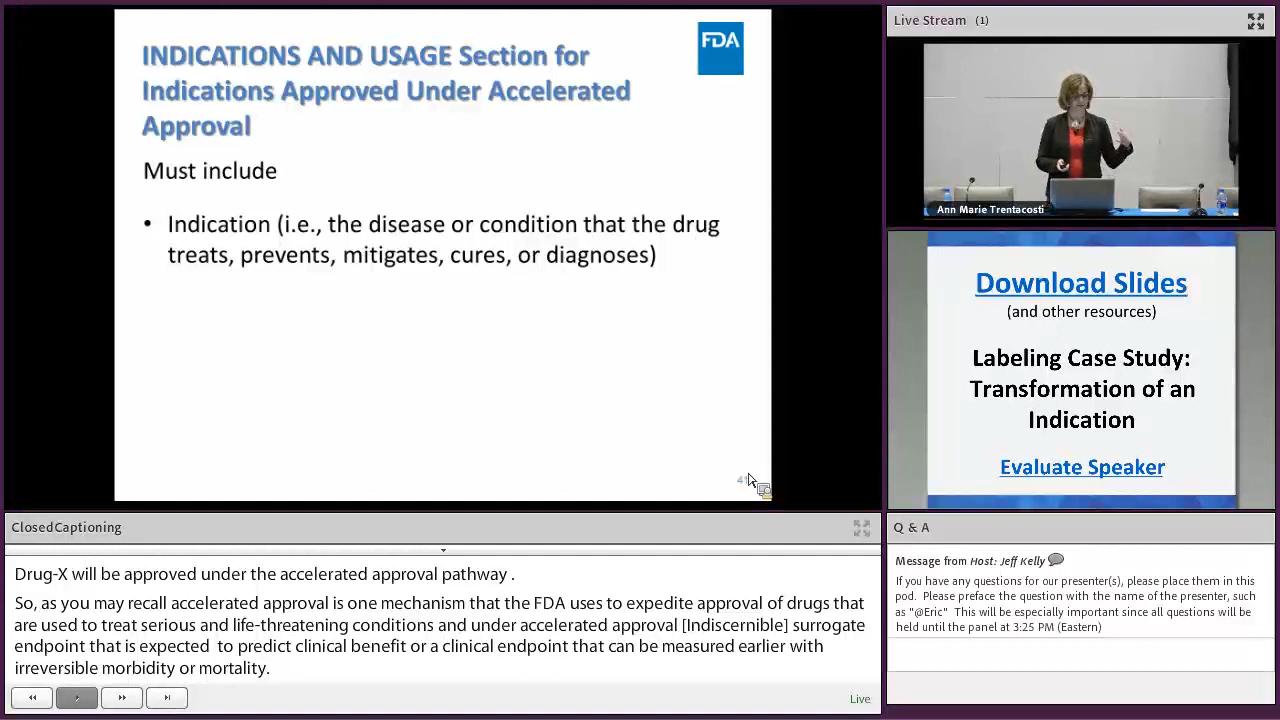 INDICATIONS AND USAGE Section for
Indications Approved Under Accelerated
Approval
FDA
Must include
• Indication (i.e., the disease or condition that the drug
treats, prevents, mitigates, cures, or diagnoses)
Live Stream (1)
Ann Marie Trentacosti
Download Slides
(and other resources)
Labeling Case Study:
Transformation of an
Indication
Evaluate Speaker
ClosedCaptioning
Drug-X will be approved under the accelerated approval pathway .
So, as you may recall accelerated approval is one mechanism that the FDA uses to expedite approval of drugs that
are used to treat serious and life-threatening conditions and under accelerated approval [Indiscernible] surrogate
endpoint that is expected to predict clinical benefit or a clinical endpoint that can be measured earlier with
irreversible morbidity or mortality.
Live
Q & A
Message from Host: Jeff Kelly
If you have any questions for our presenter(s), please place them in this
pod. Please preface the question with the name of the presenter, such
as "@Eric" This will be especially important since all questions will be
held until the panel at 3:25 PM (Eastern)